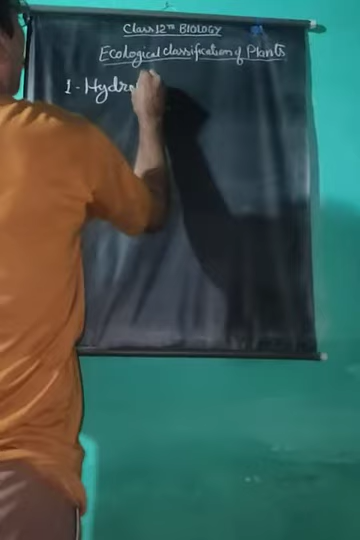 Class 12th BIOLOGY
Ecological classification of Plants
1- Hydro